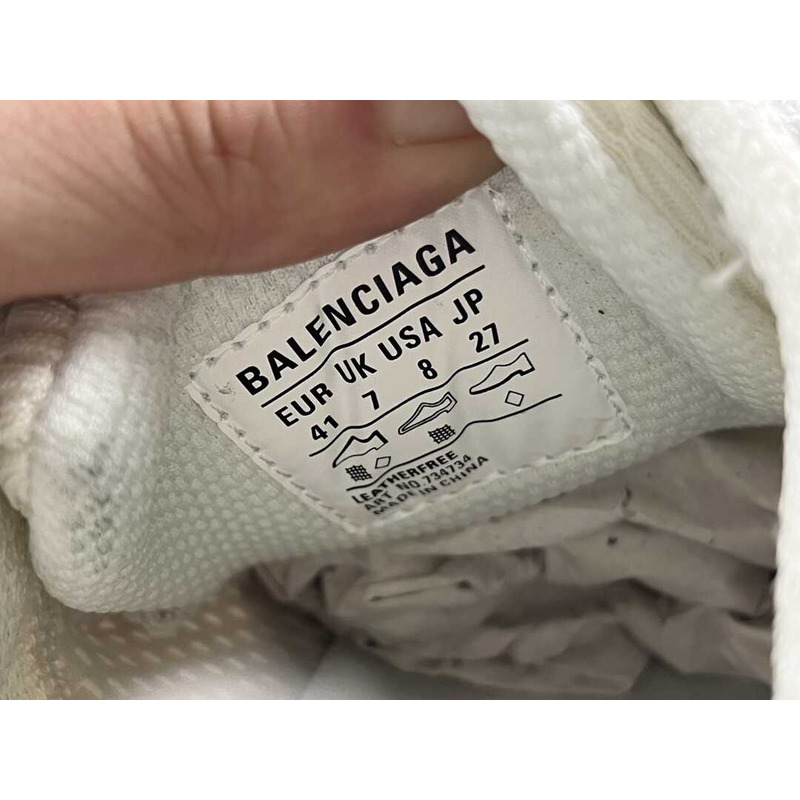 BALENCIAGA
EUR UK USA JP
41 7 8 27
LEATHERFREE
ART NO.734734
MADE IN CHINA